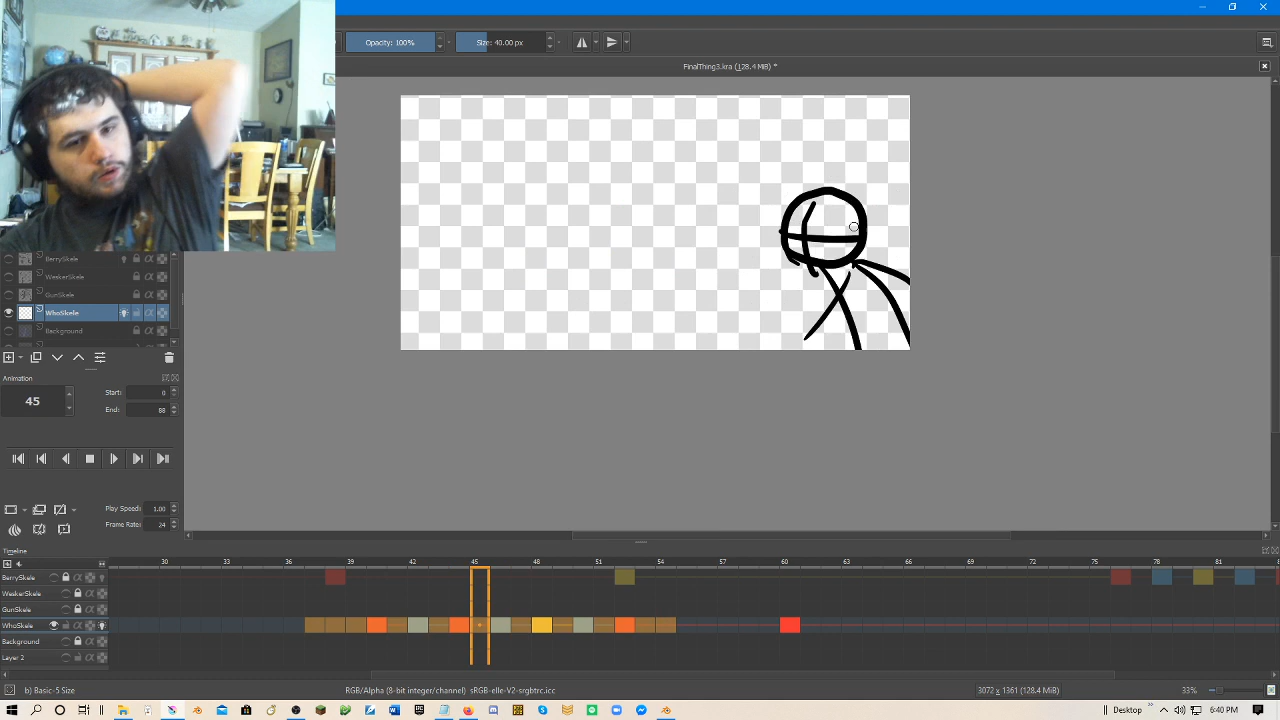 Opacity: 100%
Size: 40.00 px
FinalThing3.kra (128.4 MiB) *
BerrySkele
WeskerSkele
GunSkele
WhoSkele
Background
Animation
45
Start: 0
End: 88
Play Speed: 1.00
Frame Rate: 24
Timeline
30 33 36 39 42 45 48 51 54 57 60 63 66 69 72 75 78 81
BerrySkele
WeskerSkele
GunSkele
WhoSkele
Background
Layer 2
b) Basic-5 Size
RGB/Alpha (8-bit integer/channel) sRGB-elle-V2-srgbtrc.icc
3072 x 1361 (128.4 MiB)
33%
Desktop
6:40 PM